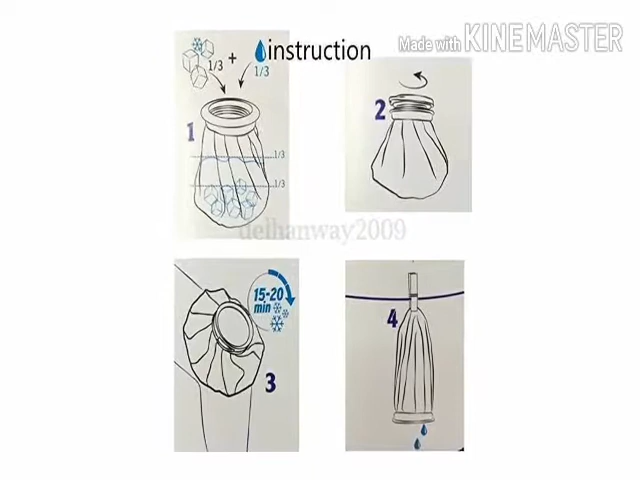 instruction
Made with KINEMASTER
1/3 + 1/3
1
1/3
1/3
2
delhanway2009
15-20
min
3
4